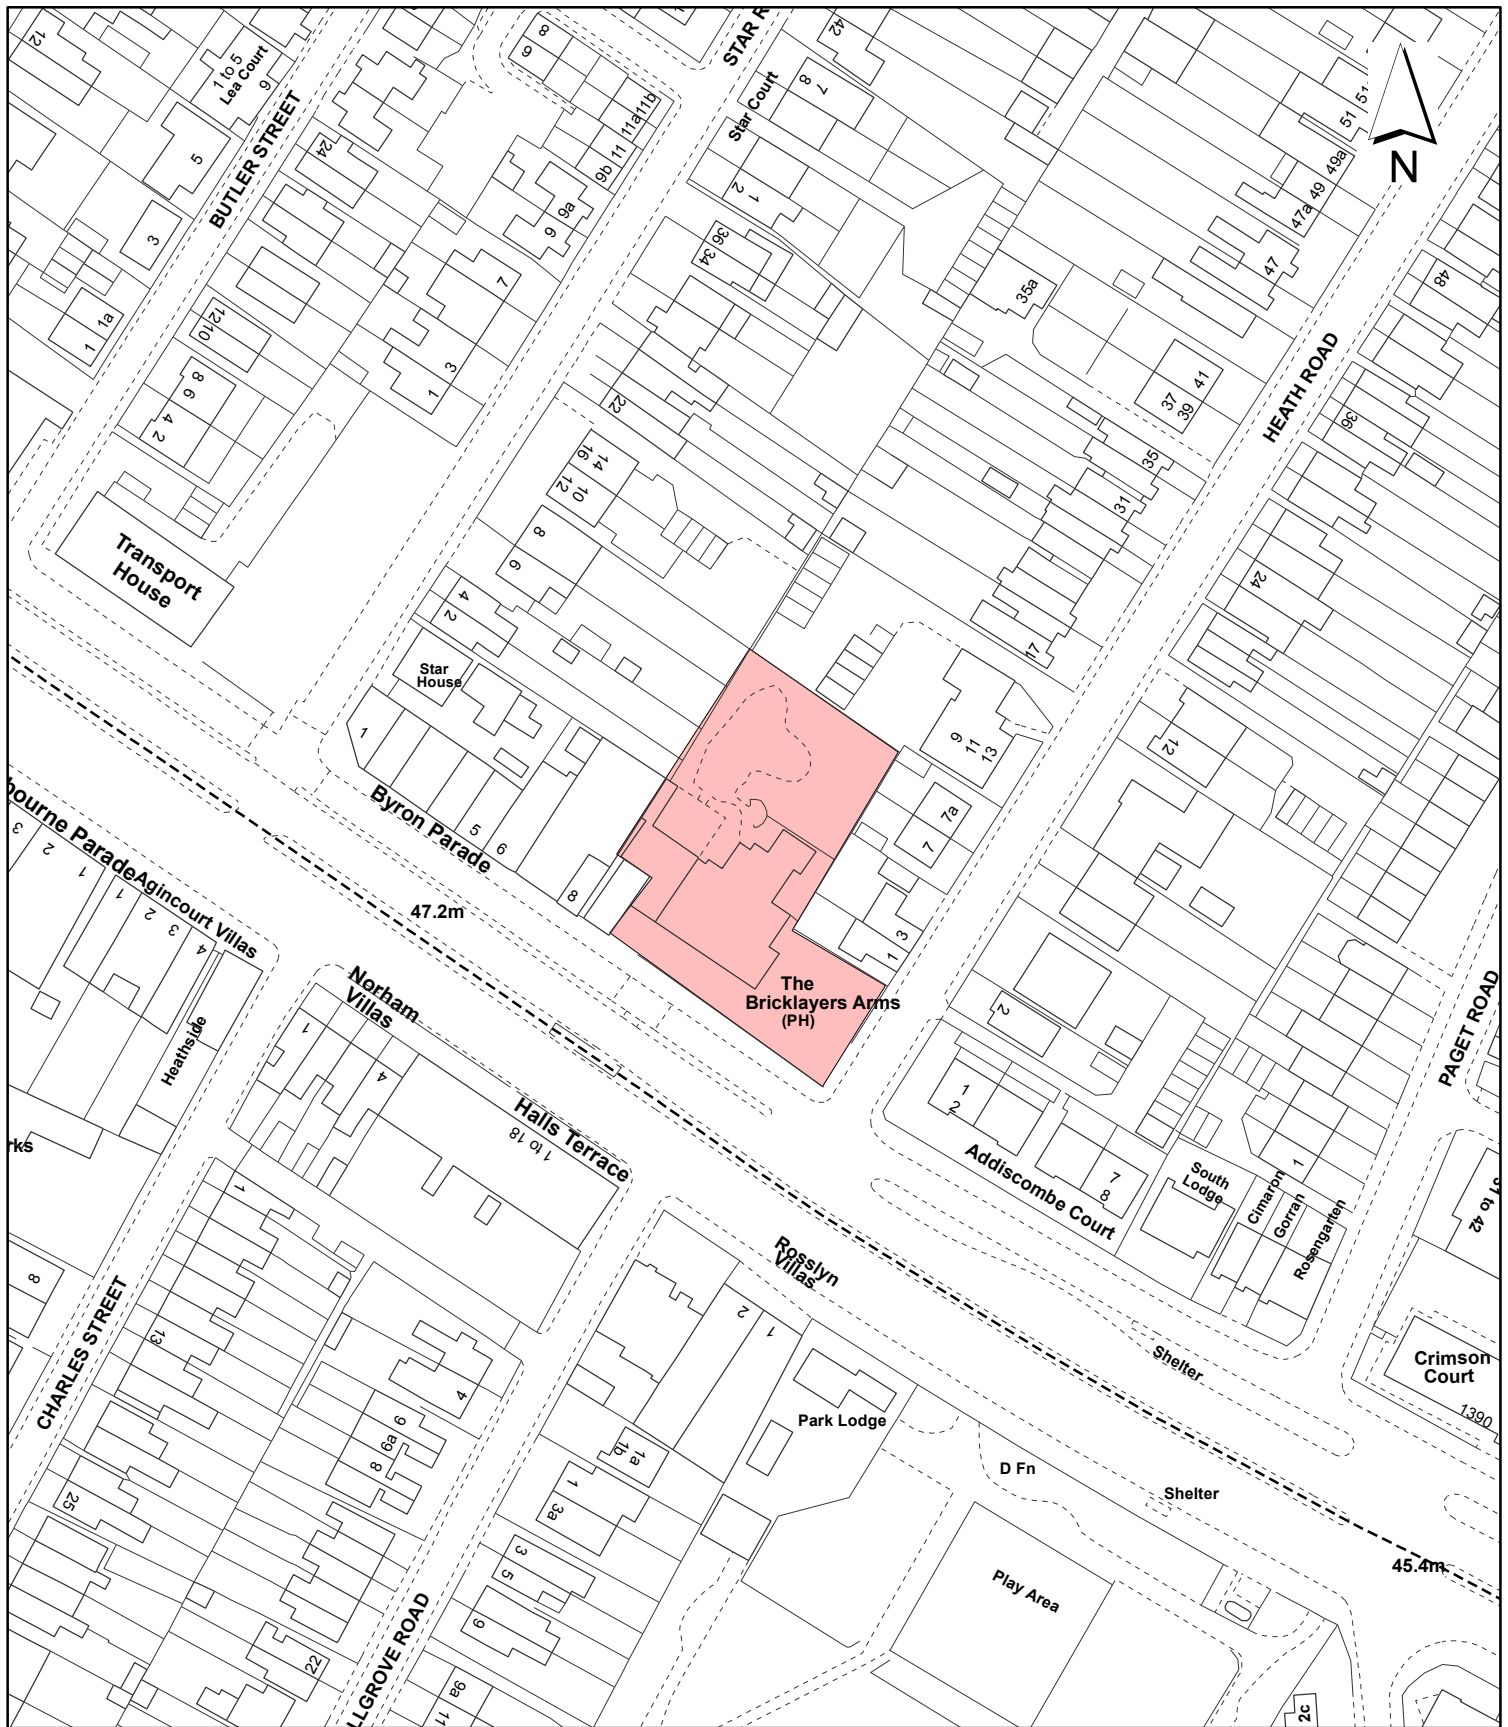 12
1 to 5
Lea Court
9
BUTLER STREET
5
3
1a
1
24
12
10
8
6
4
2
8
6
11b
11a
11
9b
9a
9
7
3
1
STAR R
Star Court
42
8
7
2
1
36
34
22
16
14
12
10
8
6
4
2
51
51
49a
49
47a
47
N
35a
41
37
39
35
31
17
HEATH ROAD
48
36
24
12
Transport
House
Star
House
1
5
6
8
Byron Parade
9
11
13
7a
7
3
1
The
Bricklayers Arms
(PH)
47.2m
bourne Parade
3
2
1
Agincourt Villas
1
2
3
4
Heathside
Norham
Villas
1
4
Halls Terrace
1 to 18
rks
2
1
2
7
8
Addiscombe Court
South
Lodge
Cimaron
Gorran
Rosengarten
1
PAGET ROAD
31 to 42
Crimson
Court
1390
Shelter
Rosslyn
Villas
2
1
8
CHARLES STREET
1
13
25
4
6
6a
8
22
Park Lodge
1b
1a
1
3a
3
5
9
9a
11
LLGROVE ROAD
D Fn
Shelter
Play Area
45.4m
2c